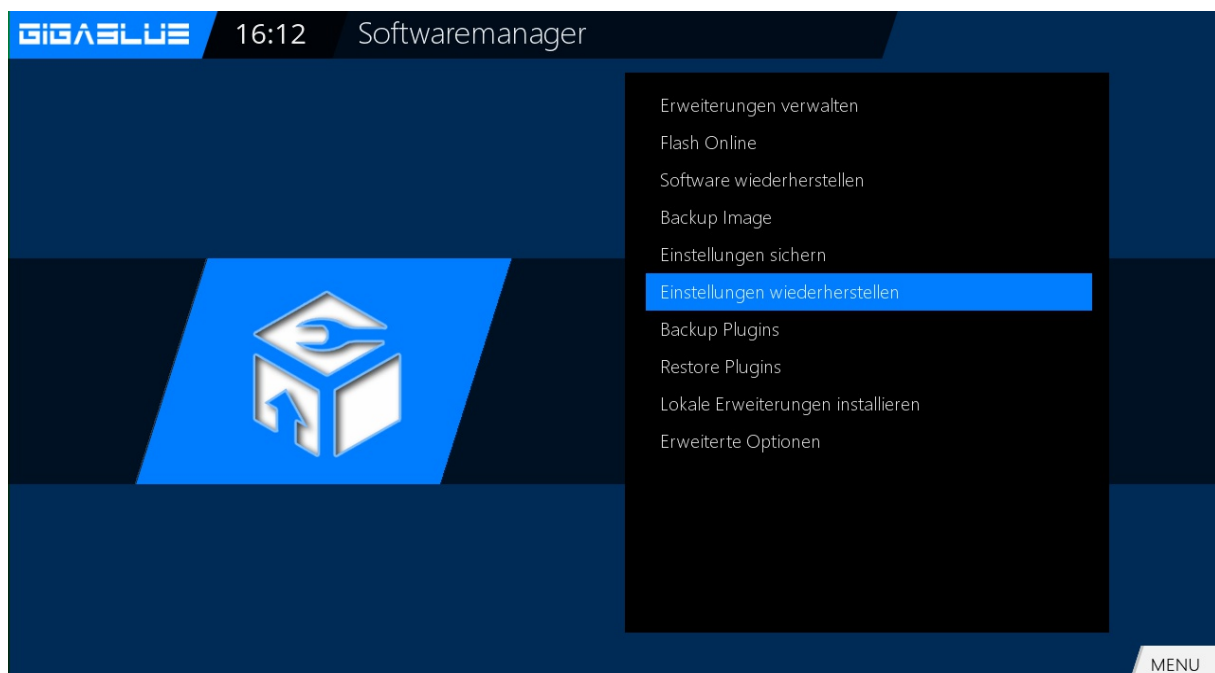 GIGABLUE 16:12 Softwaremanager
Erweiterungen verwalten
Flash Online
Software wiederherstellen
Backup Image
Einstellungen sichern
Einstellungen wiederherstellen
Backup Plugins
Restore Plugins
Lokale Erweiterungen installieren
Erweiterte Optionen
MENU